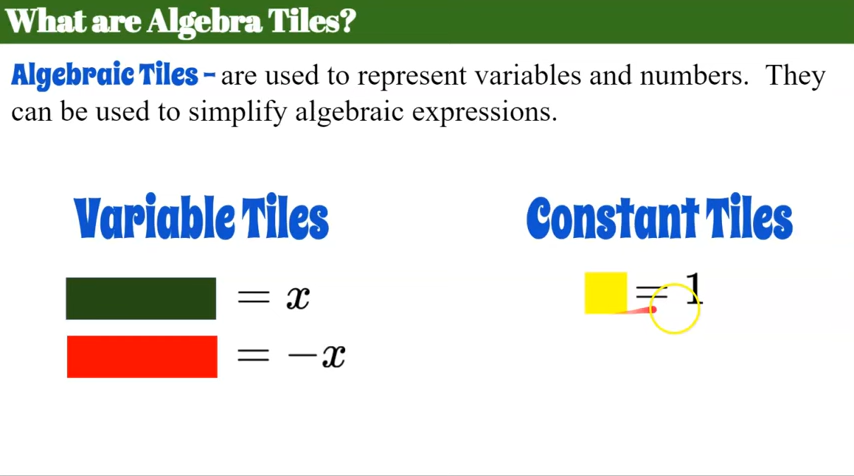 What are Algebra Tiles?
Algebraic Tiles – are used to represent variables and numbers. They
can be used to simplify algebraic expressions.
Variable Tiles
= x
= −x
Constant Tiles
= 1